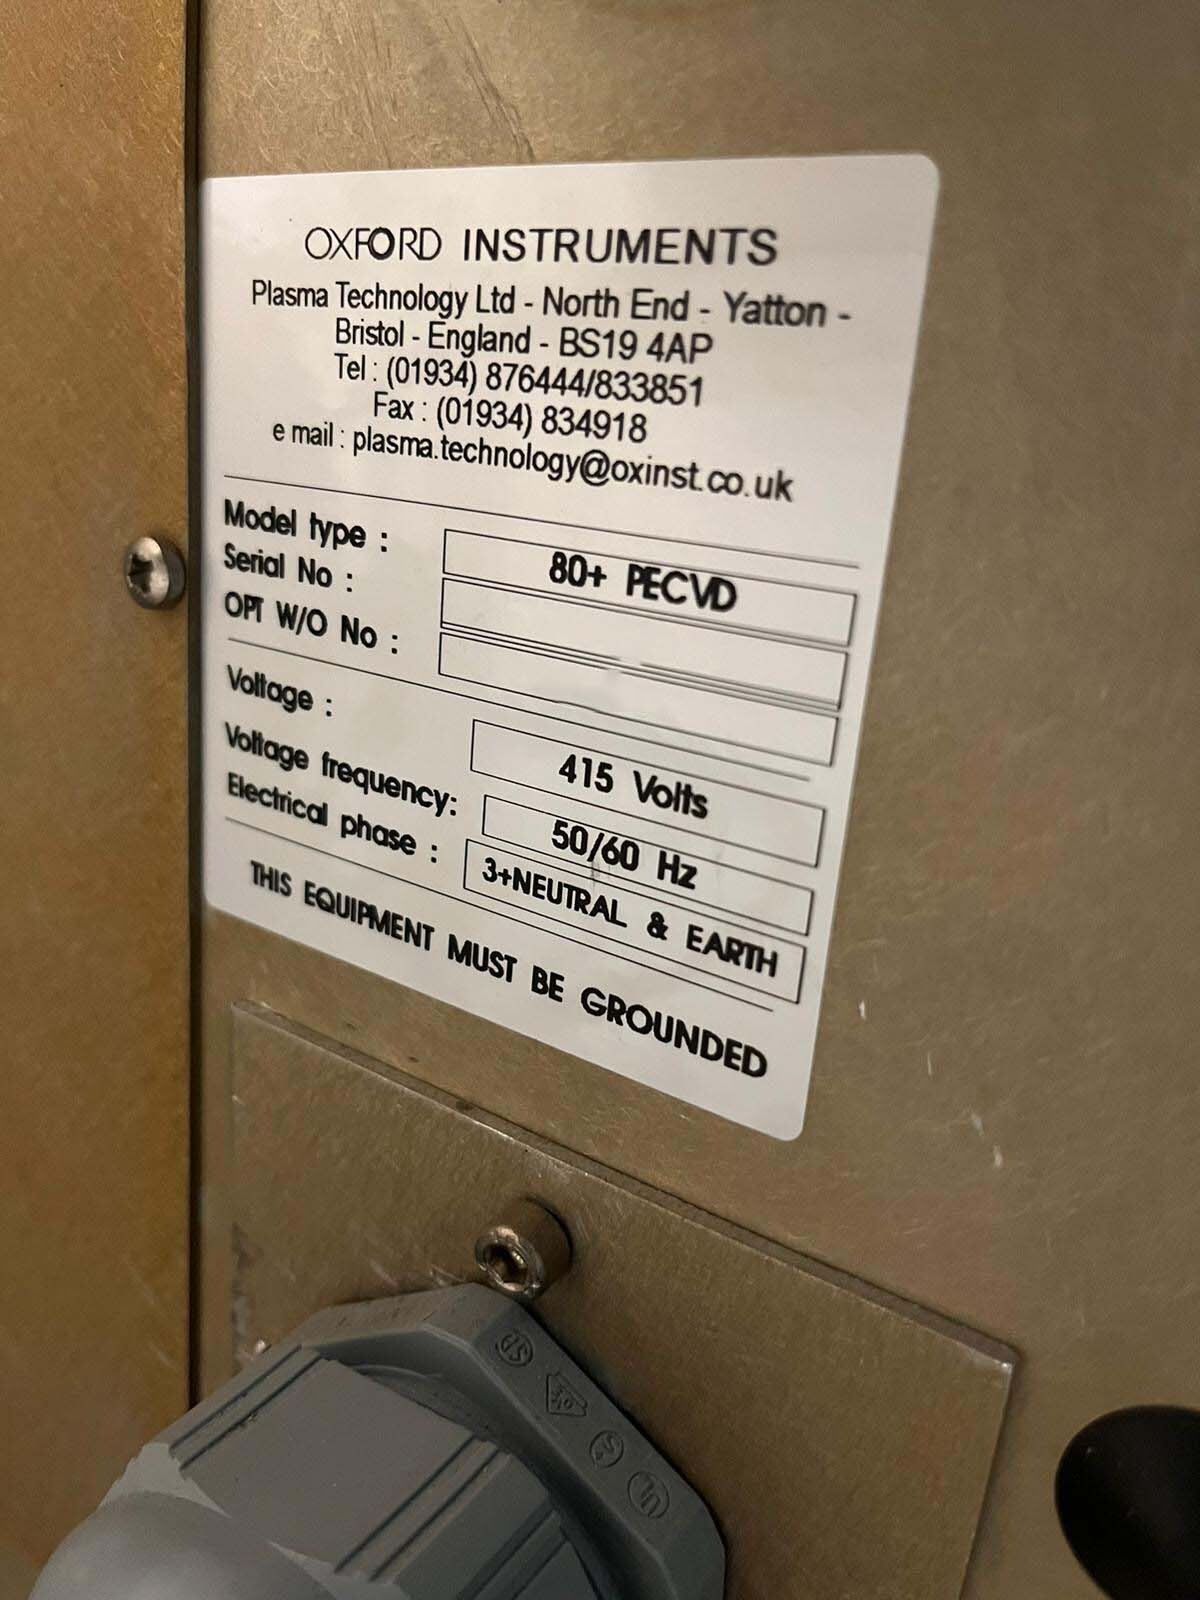 OXFORD INSTRUMENTS
Plasma Technology Ltd - North End - Yatton -
Bristol - England - BS19 4AP
Tel : (01934) 876444/833851
Fax : (01934) 834918
e mail : plasma.technology@oxinst.co.uk
Model type : 80+ PECVD
Serial No :
OPT W/O No :
Voltage : 415 Volts
Voltage frequency: 50/60 Hz
Electrical phase : 3+NEUTRAL & EARTH
THIS EQUIPMENT MUST BE GROUNDED